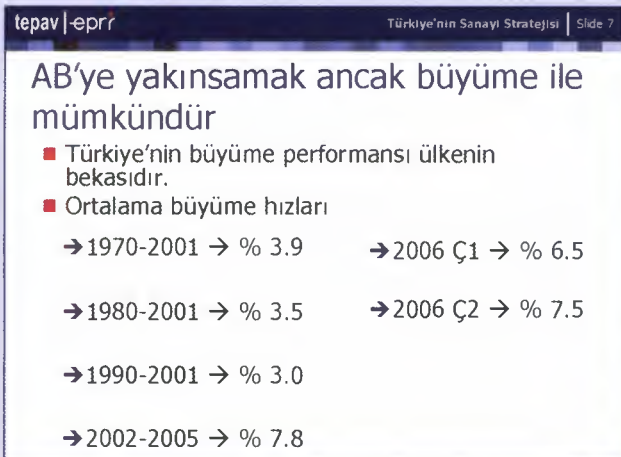 tepav|epri
Türkiye'nin Sanayi Stratejisi | Slide 7
AB'ye yakınsamak ancak büyüme ile
mümkündür
Türkiye'nin büyüme performansı ülkenin
bekasıdır.
Ortalama büyüme hızları
→1970-2001 → % 3.9
→1980-2001 → % 3.5
→1990-2001 → % 3.0
→2002-2005 → % 7.8
→2006 Ç1 → % 6.5
→2006 Ç2 → % 7.5